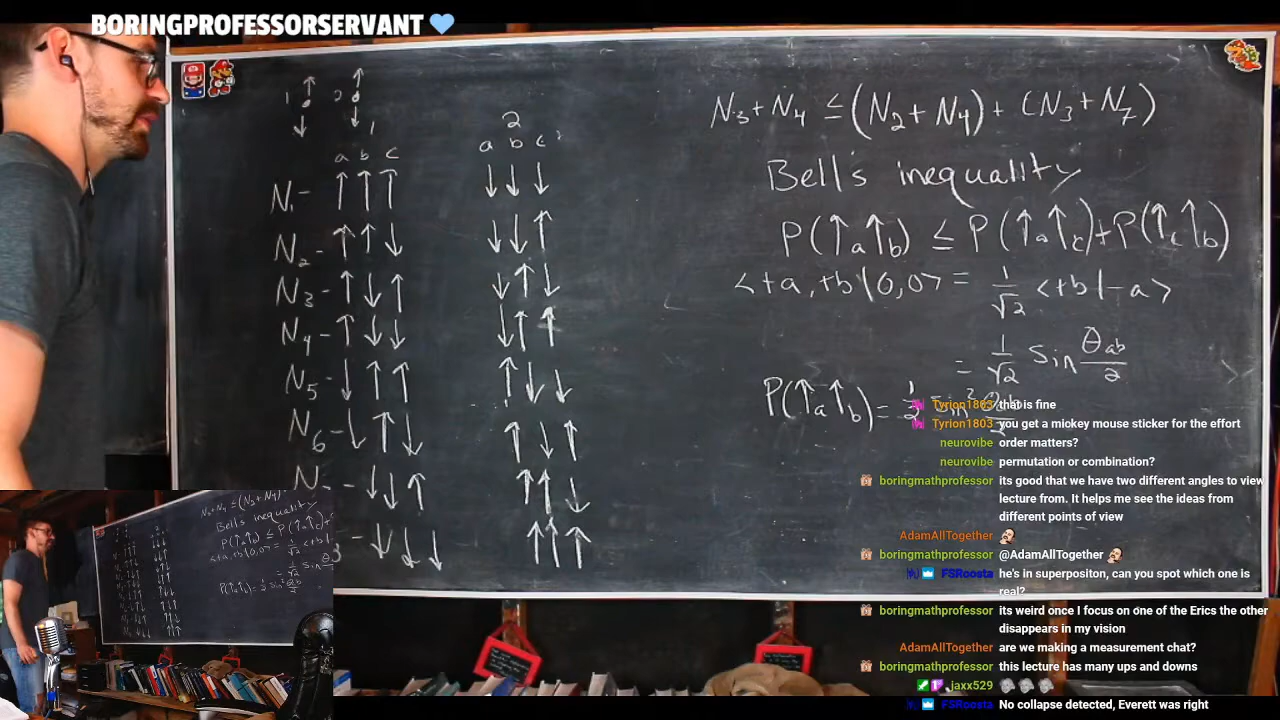 BORINGPROFESSORSERVANT 💙
1 ↑ 2 ↑
↓ ↓
1
a b c
N₁ - ↑ ↑ ↑
N₂ - ↑ ↑ ↓
N₃ - ↑ ↓ ↑
N₄ - ↑ ↓ ↓
N₅ - ↓ ↑ ↑
N₆ - ↓ ↑ ↓
- ↓ ↓ ↑
- ↓ ↓ ↓
2
a b c
↓ ↓ ↓
↓ ↓ ↑
↓ ↑ ↓
↓ ↑ ↑
↑ ↓ ↓
↑ ↓ ↑
↑ ↑ ↓
↑ ↑ ↑
N₃ + N₄ ≤ (N₂ + N₄) + (N₃ + N₇)
Bell's inequality
P(↑a ↑b) ≤ P(↑a ↑c) + P(↑c ↑b)
<+a, +b|0,0> = 1/√2 <+b|-a>
= 1/√2 sin θab/2
P(↑a ↑b) = 1/2 sin²
Tyrion1803 that is fine
Tyrion1803 you get a mickey mouse sticker for the effort
neurovibe order matters?
neurovibe permutation or combination?
boringmathprofessor its good that we have two different angles to view
lecture from. It helps me see the ideas from
different points of view
AdamAllTogether
boringmathprofessor @AdamAllTogether
FSRoosta he's in superpositon, can you spot which one is
real?
boringmathprofessor its weird once I focus on one of the Erics the other
disappears in my vision
AdamAllTogether are we making a measurement chat?
boringmathprofessor this lecture has many ups and downs
jaxx529
FSRoosta No collapse detected, Everett was right